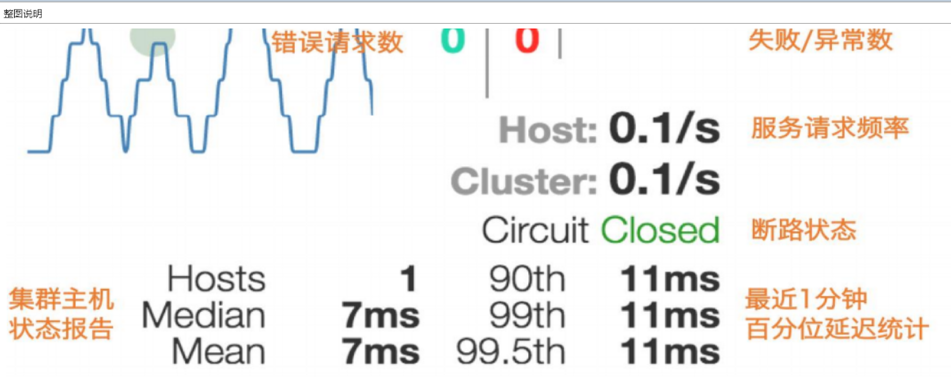 整图说明
错误请求数 0 0 失败/异常数
Host: 0.1/s 服务请求频率
Cluster: 0.1/s
Circuit Closed 断路状态
集群主机
状态报告
Hosts 1 90th 11ms
Median 7ms 99th 11ms
Mean 7ms 99.5th 11ms
最近1分钟
百分位延迟统计